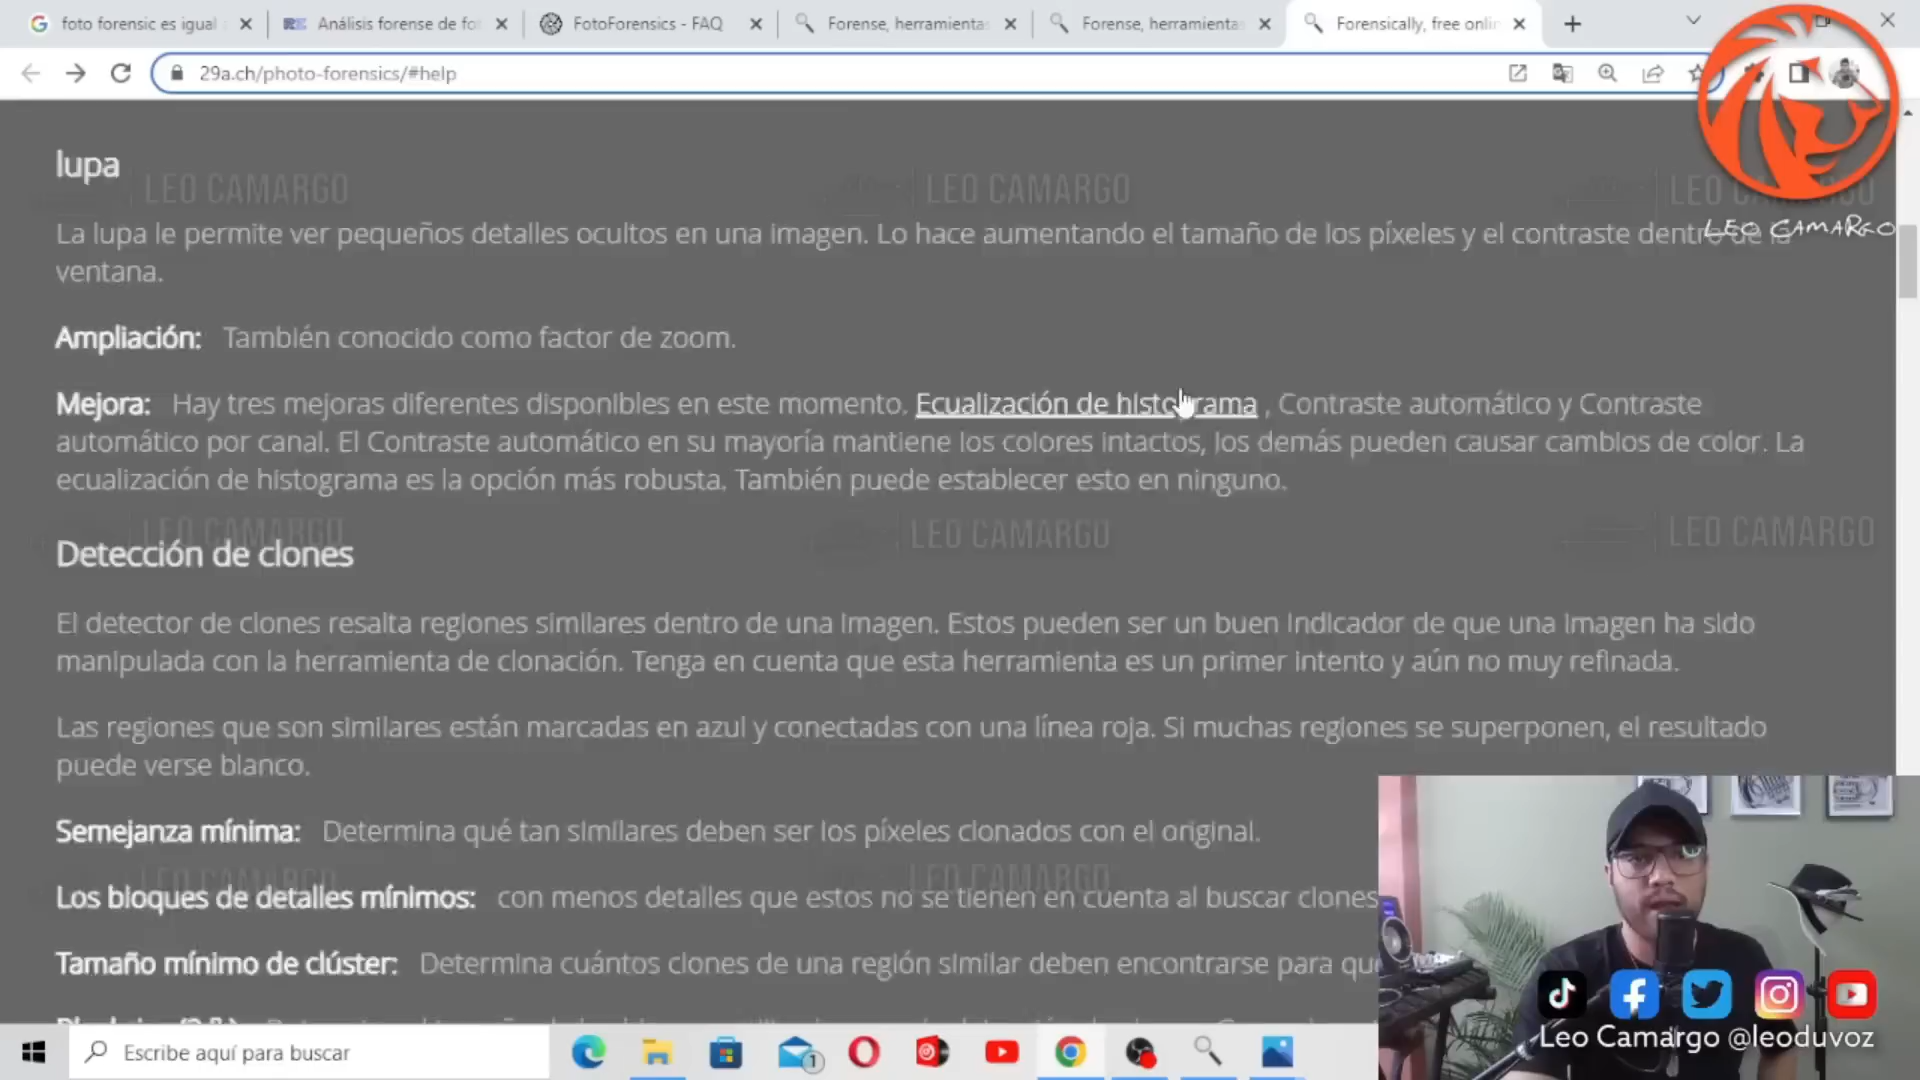 foto forensic es igual
Análisis forense de fo
FotoForensics - FAQ
Forense, herramienta
Forense, herramientas
Forensically, free onlin
29a.ch/photo-forensics/#help
lupa
LEO CAMARGO
LEO CAMARGO
LEO CAMARGO
La lupa le permite ver pequeños detalles ocultos en una imagen. Lo hace aumentando el tamaño de los píxeles y el contraste dentro de la
ventana.
Ampliación: También conocido como factor de zoom.
Mejora: Hay tres mejoras diferentes disponibles en este momento. Ecualización de histograma , Contraste automático y Contraste
automático por canal. El Contraste automático en su mayoría mantiene los colores intactos, los demás pueden causar cambios de color. La
ecualización de histograma es la opción más robusta. También puede establecer esto en ninguno.
LEO CAMARGO
LEO CAMARGO
LEO CAMARGO
Detección de clones
El detector de clones resalta regiones similares dentro de una imagen. Estos pueden ser un buen indicador de que una imagen ha sido
manipulada con la herramienta de clonación. Tenga en cuenta que esta herramienta es un primer intento y aún no muy refinada.
Las regiones que son similares están marcadas en azul y conectadas con una línea roja. Si muchas regiones se superponen, el resultado
puede verse blanco.
Semejanza mínima: Determina qué tan similares deben ser los píxeles clonados con el original.
LEO CAMARGO
LEO CAMARGO
Los bloques de detalles mínimos: con menos detalles que estos no se tienen en cuenta al buscar clones
Tamaño mínimo de clúster: Determina cuántos clones de una región similar deben encontrarse para qu
Leo Camargo @leoduvoz
Escribe aquí para buscar
1